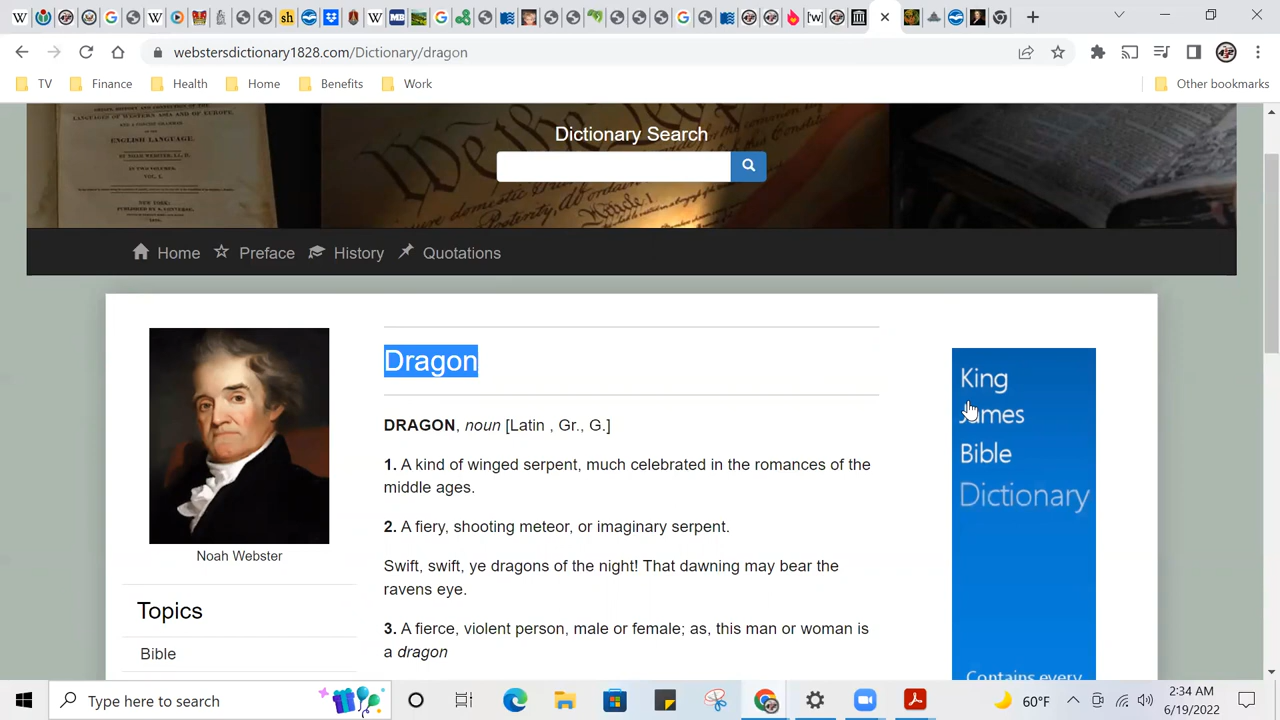 webstersdictionary1828.com/Dictionary/dragon
TV Finance Health Home Benefits Work Other bookmarks
Dictionary Search
Home Preface History Quotations
Dragon
DRAGON, noun [Latin , Gr., G.]
1. A kind of winged serpent, much celebrated in the romances of the
middle ages.
2. A fiery, shooting meteor, or imaginary serpent.
Swift, swift, ye dragons of the night! That dawning may bear the
ravens eye.
3. A fierce, violent person, male or female; as, this man or woman is
a dragon
Noah Webster
Topics
Bible
King
James
Bible
Dictionary
Contains every
Type here to search
60°F
2:34 AM
6/19/2022